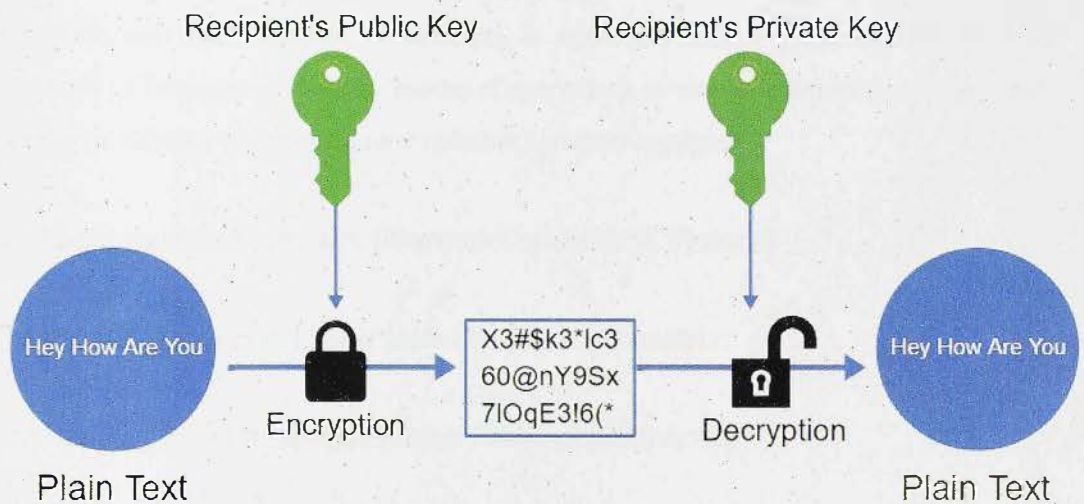 Recipient's Public Key
Recipient's Private Key
Hey How Are You
X3#$k3*lc3
60@nY9Sx
7lOqE3!6(*
Hey How Are You
Encryption
Decryption
Plain Text
Plain Text